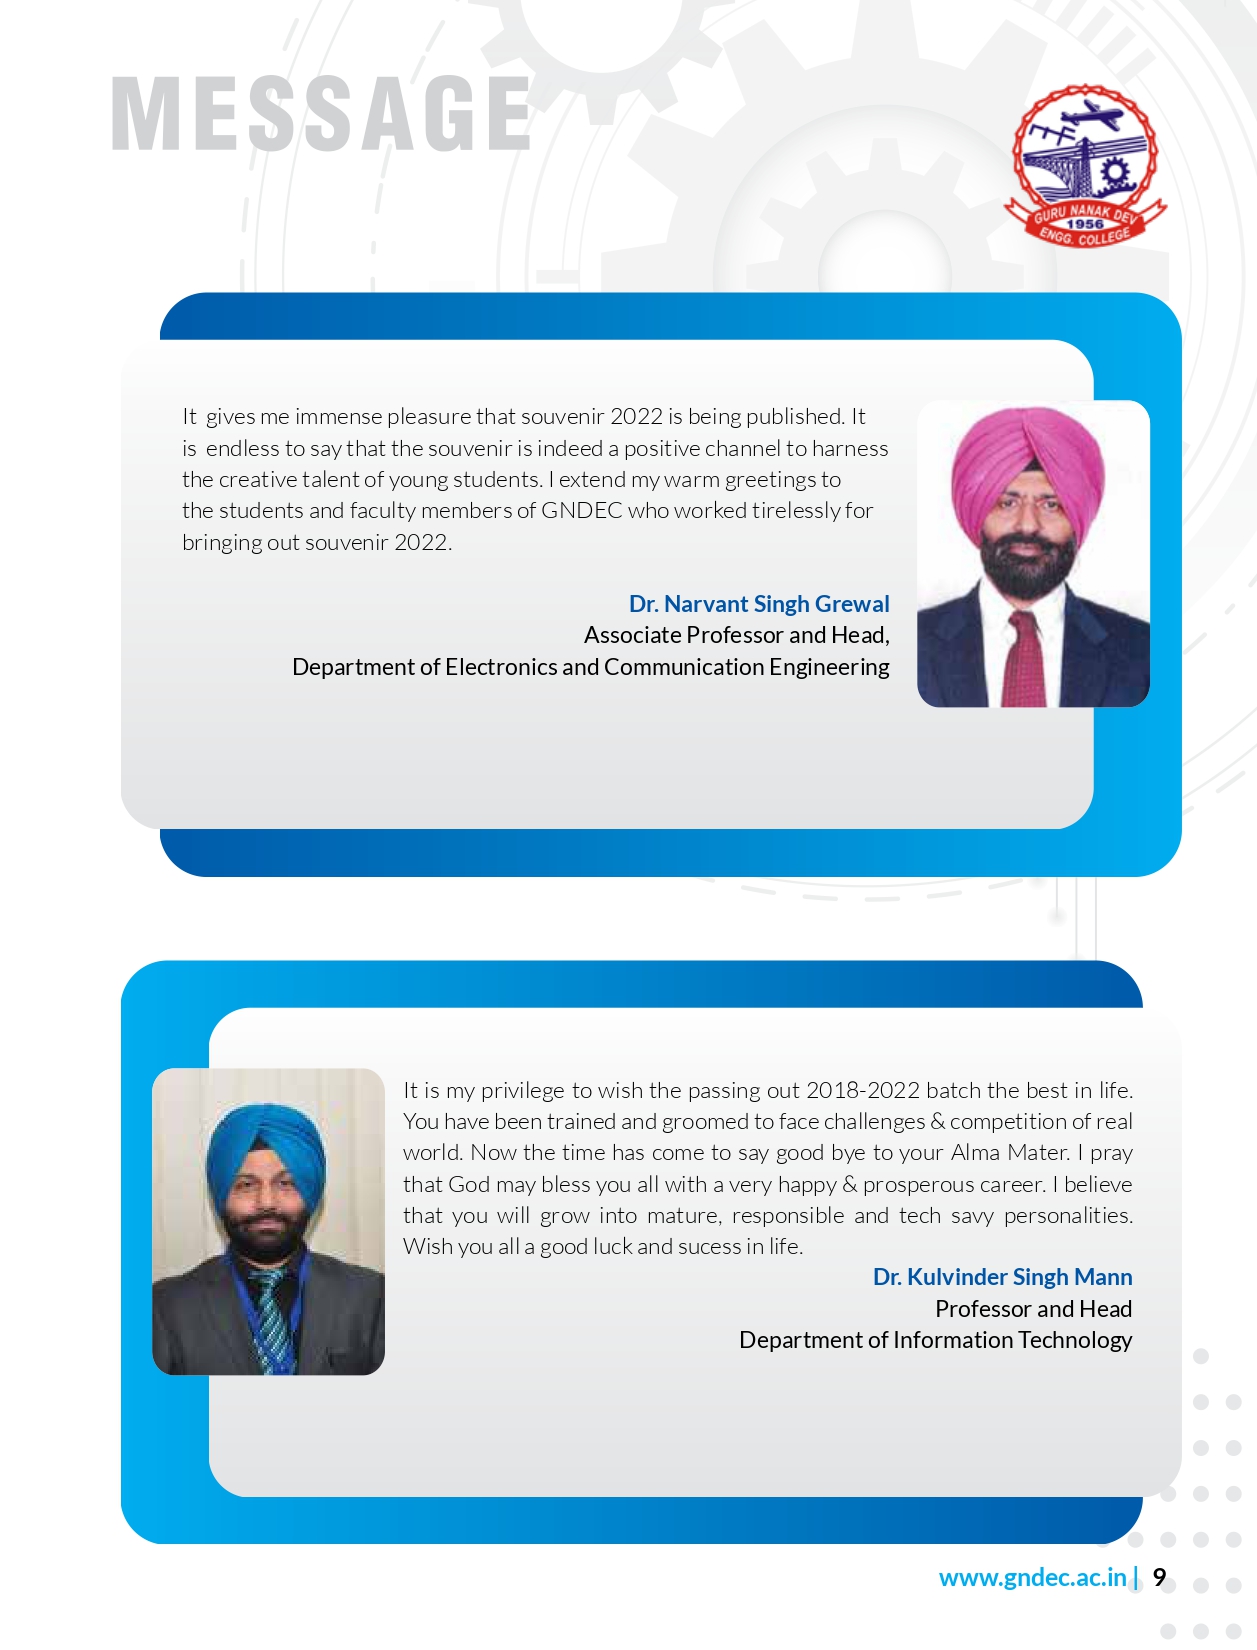 MESSAGE
GURU NANAK DEV
1956
ENGG. COLLEGE
It gives me immense pleasure that souvenir 2022 is being published. It
is endless to say that the souvenir is indeed a positive channel to harness
the creative talent of young students. I extend my warm greetings to
the students and faculty members of GNDEC who worked tirelessly for
bringing out souvenir 2022.
Dr. Narvant Singh Grewal
Associate Professor and Head,
Department of Electronics and Communication Engineering
It is my privilege to wish the passing out 2018-2022 batch the best in life.
You have been trained and groomed to face challenges & competition of real
world. Now the time has come to say good bye to your Alma Mater. I pray
that God may bless you all with a very happy & prosperous career. I believe
that you will grow into mature, responsible and tech savy personalities.
Wish you all a good luck and sucess in life.
Dr. Kulvinder Singh Mann
Professor and Head
Department of Information Technology
www.gndec.ac.in | 9